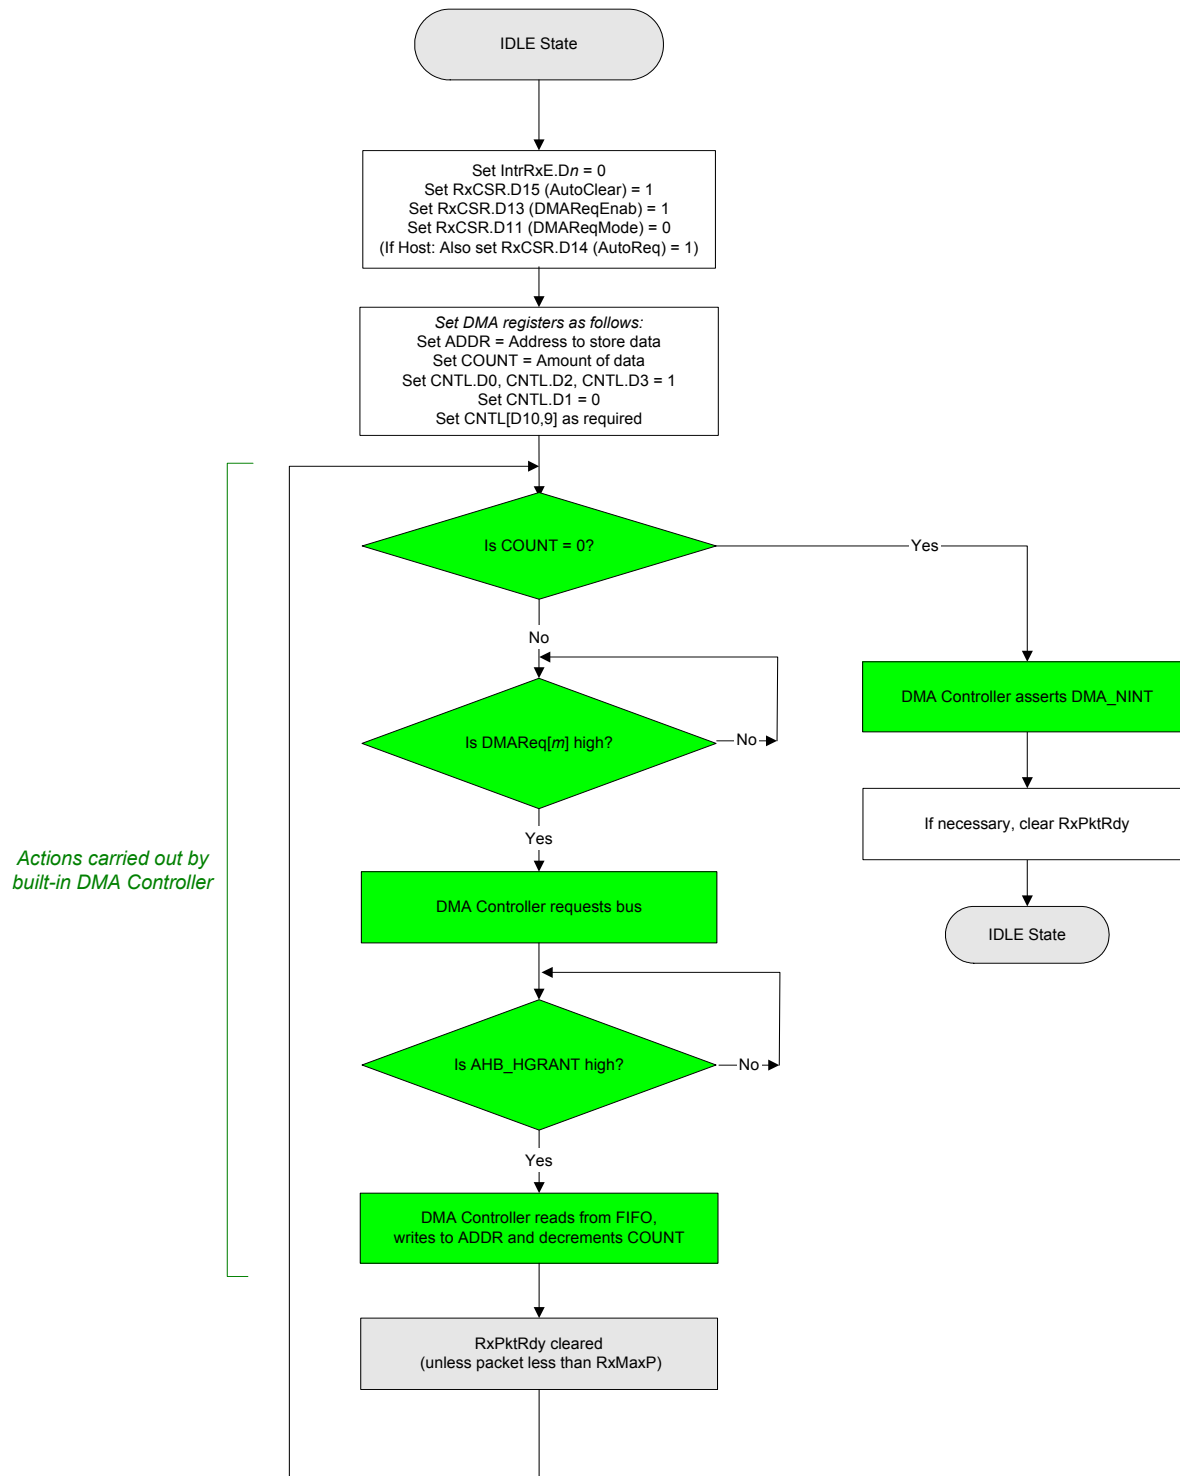 IDLE State
Set IntrRxE.Dn = 0
Set RxCSR.D15 (AutoClear) = 1
Set RxCSR.D13 (DMAReqEnab) = 1
Set RxCSR.D11 (DMAReqMode) = 0
(If Host: Also set RxCSR.D14 (AutoReq) = 1)
Set DMA registers as follows:
Set ADDR = Address to store data
Set COUNT = Amount of data
Set CNTL.D0, CNTL.D2, CNTL.D3 = 1
Set CNTL.D1 = 0
Set CNTL[D10,9] as required
Is COUNT = 0?
Yes
No
DMA Controller asserts DMA_NINT
Is DMAReq[m] high?
No
If necessary, clear RxPktRdy
Yes
Actions carried out by
built-in DMA Controller
DMA Controller requests bus
IDLE State
Is AHB_HGRANT high?
No
Yes
DMA Controller reads from FIFO,
writes to ADDR and decrements COUNT
RxPktRdy cleared
(unless packet less than RxMaxP)